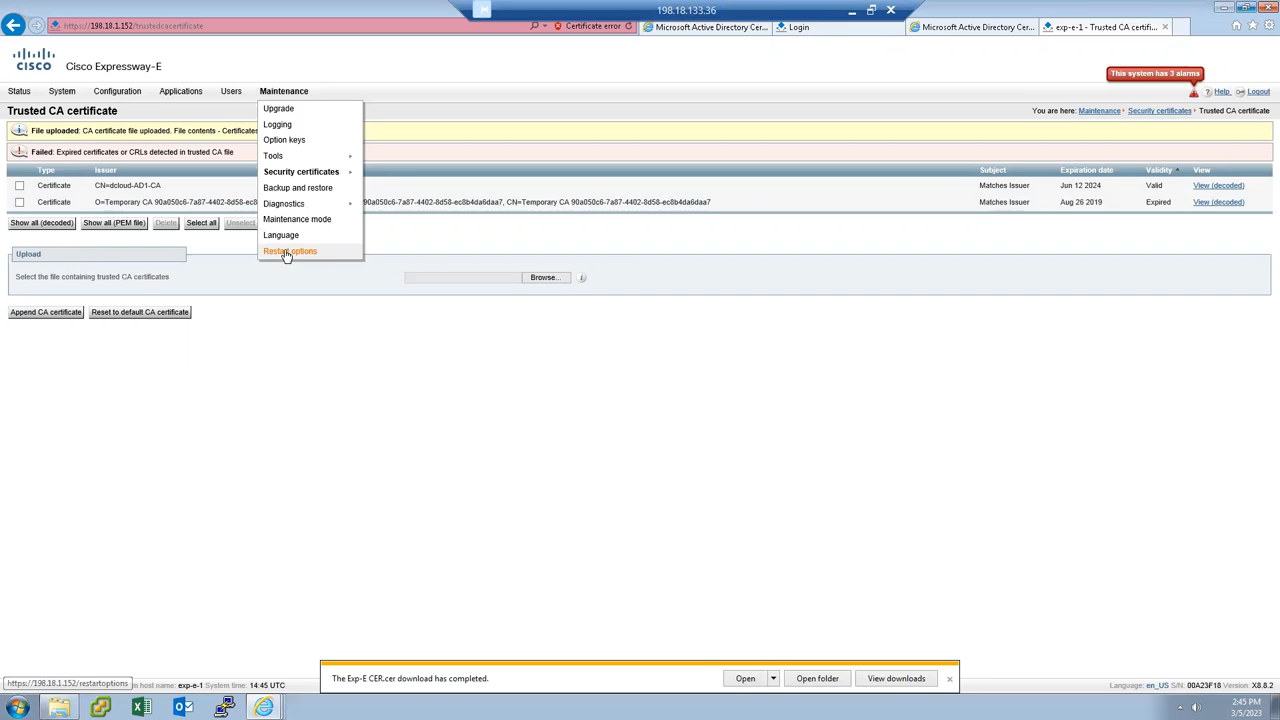 198.18.133.36
https://198.18.1.152/trustedcacertificate
Certificate error
Microsoft Active Directory Cer...
Login
Microsoft Active Directory Cer...
exp-e-1 - Trusted CA certifi...
CISCO Cisco Expressway-E
This system has 3 alarms
Status System Configuration Applications Users Maintenance
Help Logout
Trusted CA certificate
You are here: Maintenance Security certificates Trusted CA certificate
File uploaded: CA certificate file uploaded. File contents - Certificates
Failed: Expired certificates or CRLs detected in trusted CA file
Upgrade
Logging
Option keys
Tools
Security certificates
Backup and restore
Diagnostics
Maintenance mode
Language
Restart options
Type Issuer Subject Expiration date Validity View
Certificate CN=dcloud-AD1-CA Matches Issuer Jun 12 2024 Valid View (decoded)
Certificate O=Temporary CA 90a050c6-7a87-4402-8d58-ec8 90a050c6-7a87-4402-8d58-ec8b4da6daa7, CN=Temporary CA 90a050c6-7a87-4402-8d58-ec8b4da6daa7 Matches Issuer Aug 26 2019 Expired View (decoded)
Show all (decoded) Show all (PEM file) Delete Select all Unselect
Upload
Select the file containing trusted CA certificates
Browse...
Append CA certificate Reset to default CA certificate
The Exp-E CER.cer download has completed.
Open Open folder View downloads
https://198.18.1.152/restartoptions
m host name: exp-e-1 System time: 14:45 UTC
Language: en_US S/N: 00A23F18 Version: X8.8.2
2:45 PM
3/5/2023